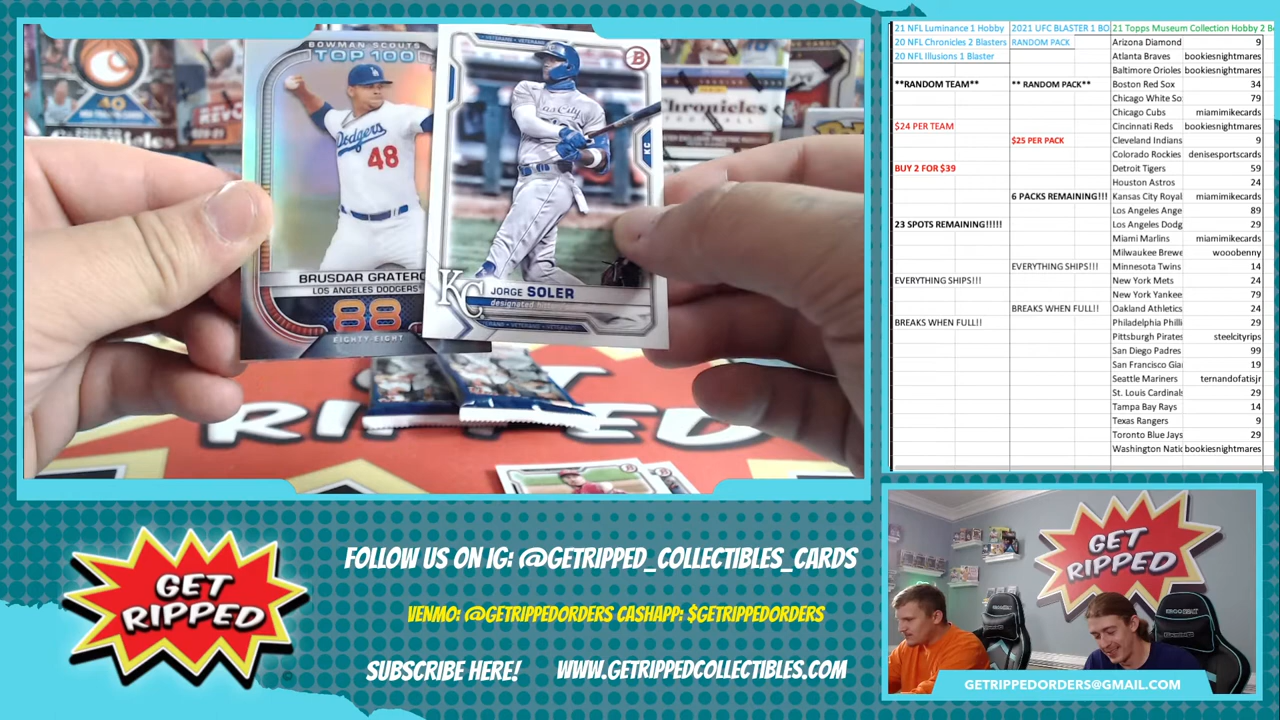 BOWMAN SCOUTS
TOP 100
Dodgers
48
BRUSDAR GRATEROL
LOS ANGELES DODGERS
88
EIGHTY-EIGHT
B
KC
KC
JORGE SOLER
designated hitter
RIPPED
21 NFL Luminance 1 Hobby
20 NFL Chronicles 2 Blasters
20 NFL Illusions 1 Blaster
**RANDOM TEAM**
$24 PER TEAM
BUY 2 FOR $39
23 SPOTS REMAINING!!!!!
EVERYTHING SHIPS!!!
BREAKS WHEN FULL!!
2021 UFC BLASTER 1 BO
RANDOM PACK
** RANDOM PACK**
$25 PER PACK
6 PACKS REMAINING!!!
EVERYTHING SHIPS!!!
BREAKS WHEN FULL!!
21 Topps Museum Collection Hobby 2 B
Arizona Diamond 9
Atlanta Braves bookiesnightmares
Baltimore Orioles bookiesnightmares
Boston Red Sox 34
Chicago White So 79
Chicago Cubs miamimikecards
Cincinnati Reds bookiesnightmares
Cleveland Indians 9
Colorado Rockies denisesportscards
Detroit Tigers 59
Houston Astros 24
Kansas City Royal miamimikecards
Los Angeles Ange 89
Los Angeles Dodg 29
Miami Marlins miamimikecards
Milwaukee Brewe wooobenny
Minnesota Twins 14
New York Mets 24
New York Yankee 79
Oakland Athletics 24
Philadelphia Philli 29
Pittsburgh Pirates steelcityrips
San Diego Padres 99
San Francisco Gia 19
Seattle Mariners ternandofatisjr
St. Louis Cardinals 29
Tampa Bay Rays 14
Texas Rangers 9
Toronto Blue Jays 29
Washington Natic bookiesnightmares
GET
RIPPED
FOLLOW US ON IG: @GETRIPPED_COLLECTIBLES_CARDS
VENMO: @GETRIPPEDORDERS CASHAPP: $GETRIPPEDORDERS
SUBSCRIBE HERE! WWW.GETRIPPEDCOLLECTIBLES.COM
GET
RIPPED
GETRIPPEDORDERS@GMAIL.COM